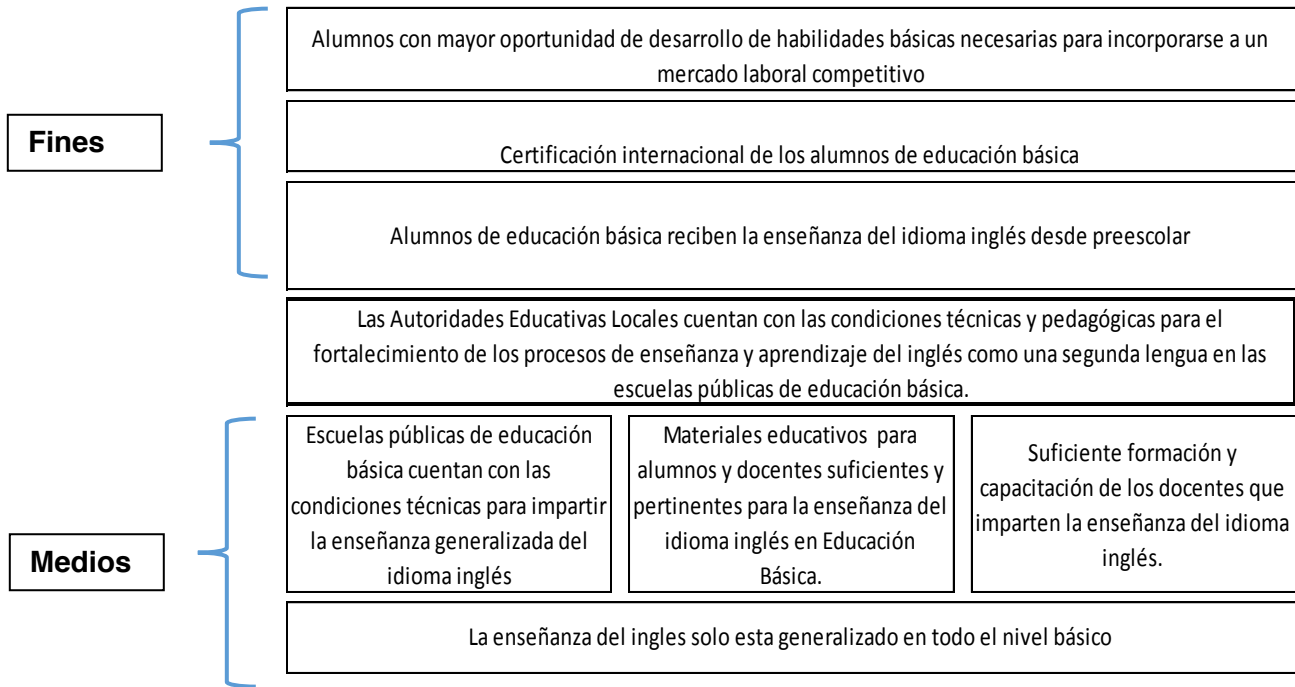 Alumnos con mayor oportunidad de desarrollo de habilidades básicas necesarias para incorporarse a un
mercado laboral competitivo
Fines
Certificación internacional de los alumnos de educación básica
Alumnos de educación básica reciben la enseñanza del idioma inglés desde preescolar
Las Autoridades Educativas Locales cuentan con las condiciones técnicas y pedagógicas para el
fortalecimiento de los procesos de enseñanza y aprendizaje del inglés como una segunda lengua en las
escuelas públicas de educación básica.
Escuelas públicas de educación
básica cuentan con las
condiciones técnicas para impartir
la enseñanza generalizada del
idioma inglés
Materiales educativos para
alumnos y docentes suficientes y
pertinentes para la enseñanza del
idioma inglés en Educación
Básica.
Suficiente formación y
capacitación de los docentes que
imparten la enseñanza del idioma
inglés.
Medios
La enseñanza del ingles solo esta generalizado en todo el nivel básico